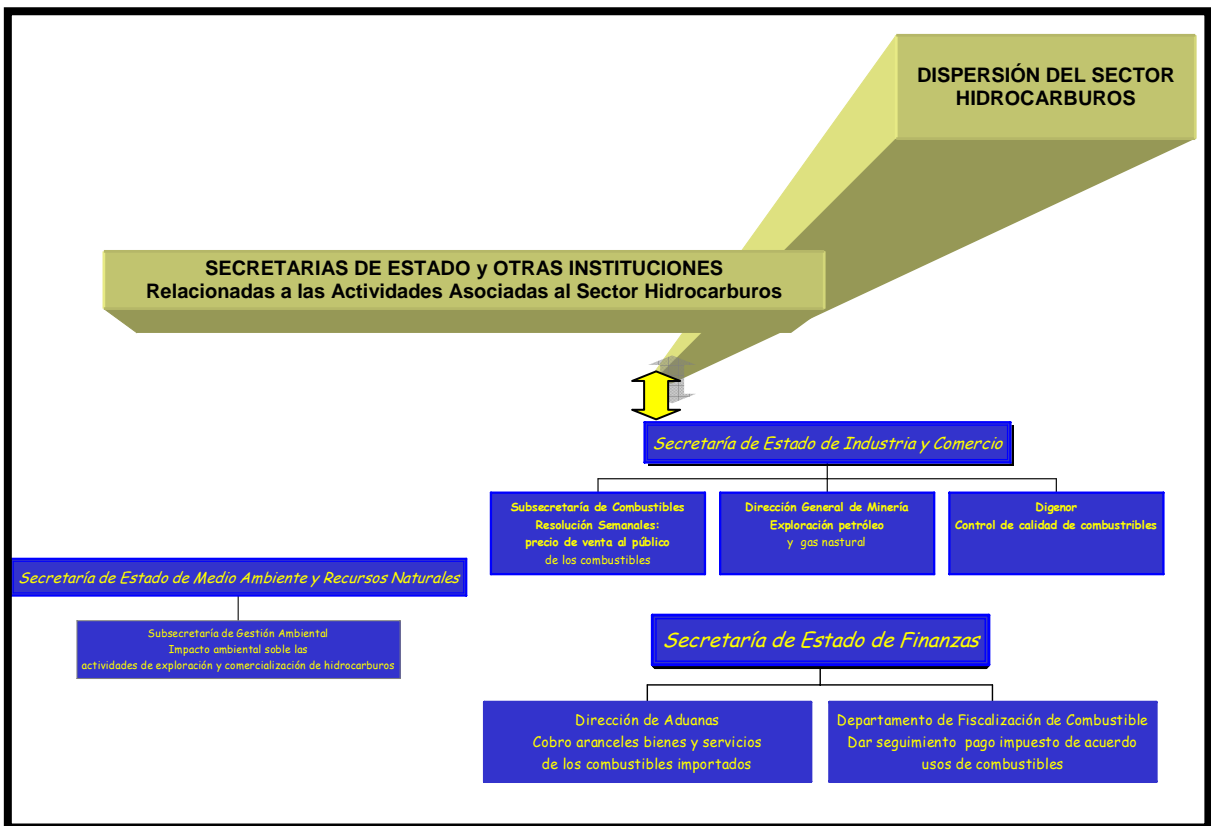 DISPERSIÓN DEL SECTOR
HIDROCARBUROS
SECRETARIAS DE ESTADO y OTRAS INSTITUCIONES
Relacionadas a las Actividades Asociadas al Sector Hidrocarburos
Secretaría de Estado de Industria y Comercio
Subsecretaría de Combustibles
Resolución Semanales:
precio de venta al público
de los combustibles
Dirección General de Minería
Exploración petróleo
y gas nastural
Digenor
Control de calidad de combustribles
Secretaría de Estado de Medio Ambiente y Recursos Naturales
Subsecretaría de Gestión Ambiental
Impacto ambiental soble las
actividades de exploración y comercialización de hidrocarburos
Secretaría de Estado de Finanzas
Dirección de Aduanas
Cobro aranceles bienes y servicios
de los combustibles importados
Departamento de Fiscalización de Combustible
Dar seguimiento pago impuesto de acuerdo
usos de combustibles